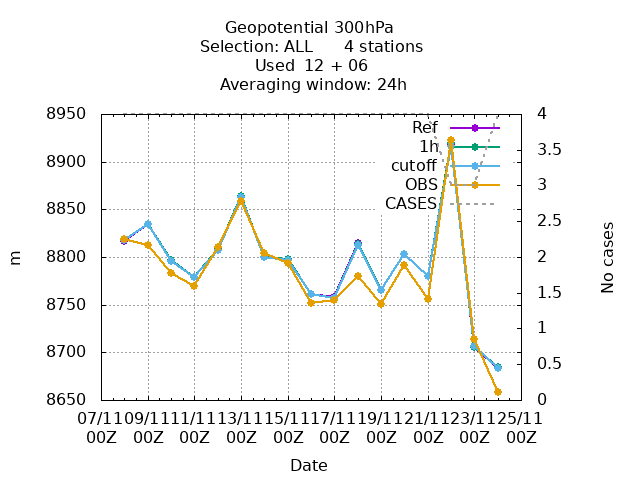 Geopotential 300hPa
Selection: ALL 4 stations
Used 12 + 06
Averaging window: 24h
8950
8900
8850
8800
8750
8700
8650
m
4
3.5
3
2.5
2
1.5
1
0.5
0
No cases
Ref
1h
cutoff
OBS
CASES
07/11 09/11 11/11 13/11 15/11 17/11 19/11 21/11 23/11 25/11
00Z 00Z 00Z 00Z 00Z 00Z 00Z 00Z 00Z 00Z
Date